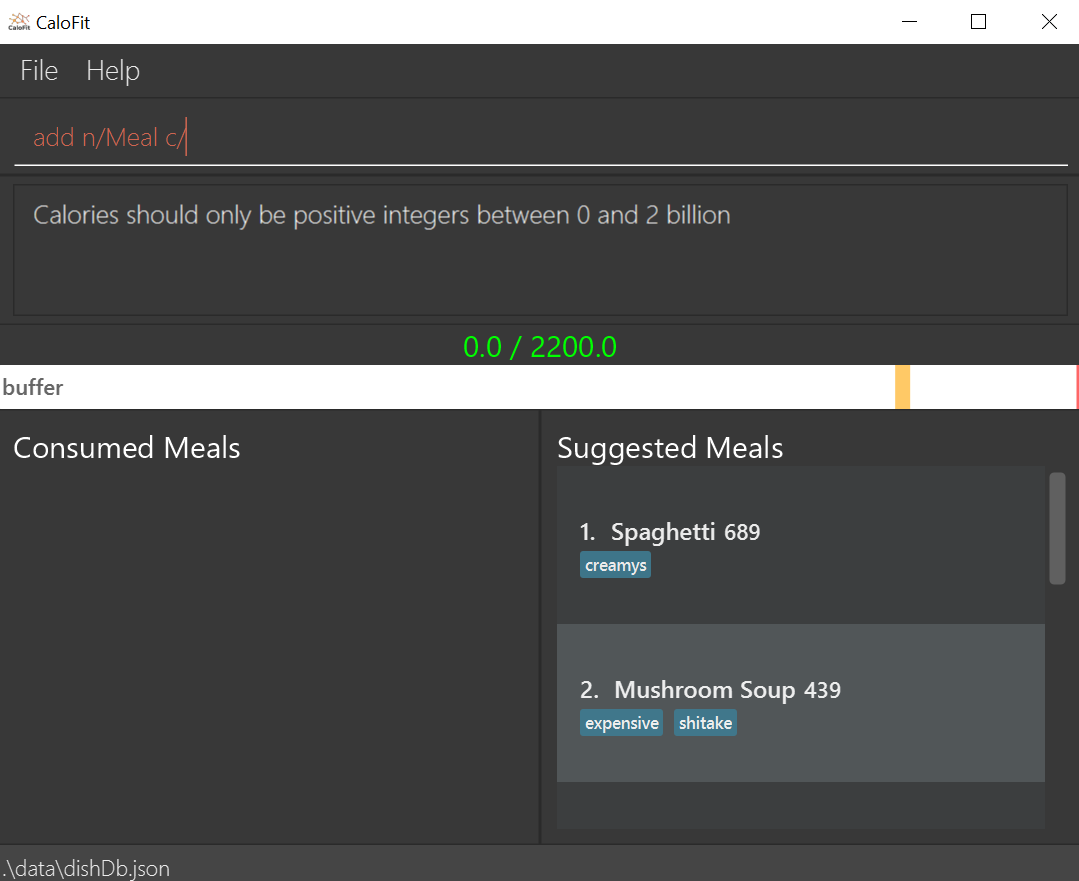 CaloFit
CaloFit
File Help
add n/Meal c/
Calories should only be positive integers between 0 and 2 billion
0.0 / 2200.0
buffer
Consumed Meals
Suggested Meals
1. Spaghetti 689
creamys
2. Mushroom Soup 439
expensive shitake
.\data\dishDb.json